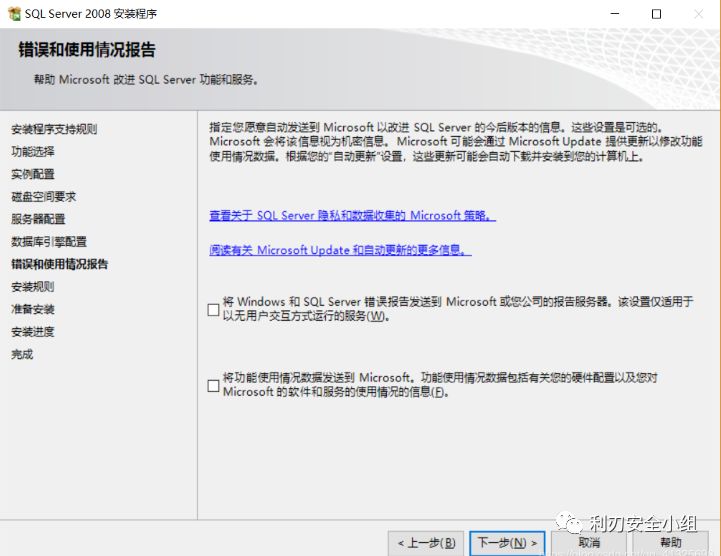 SQL Server 2008 安装程序
错误和使用情况报告
帮助 Microsoft 改进 SQL Server 功能和服务。
安装程序支持规则
功能选择
实例配置
磁盘空间要求
服务器配置
数据库引擎配置
错误和使用情况报告
安装规则
准备安装
安装进度
完成
指定您愿意自动发送到 Microsoft 以改进 SQL Server 的今后版本的信息。这些设置是可选的。
Microsoft 会将该信息视为机密信息。 Microsoft 可能会通过 Microsoft Update 提供更新以修改功能
使用情况数据。根据您的“自动更新”设置，这些更新可能会自动下载并安装到您的计算机上。
查看关于 SQL Server 隐私和数据收集的 Microsoft 策略。
阅读有关 Microsoft Update 和自动更新的更多信息。
将 Windows 和 SQL Server 错误报告发送到 Microsoft 或您公司的报告服务器。该设置仅适用于
以无用户交互方式运行的服务(W)。
将功能使用情况数据发送到 Microsoft。功能使用情况数据包括有关您的硬件配置以及您对
Microsoft 的软件和服务的使用情况的信息(F)。
利刃安全小组
< 上一步(B)
下一步(N) >
取消
帮助